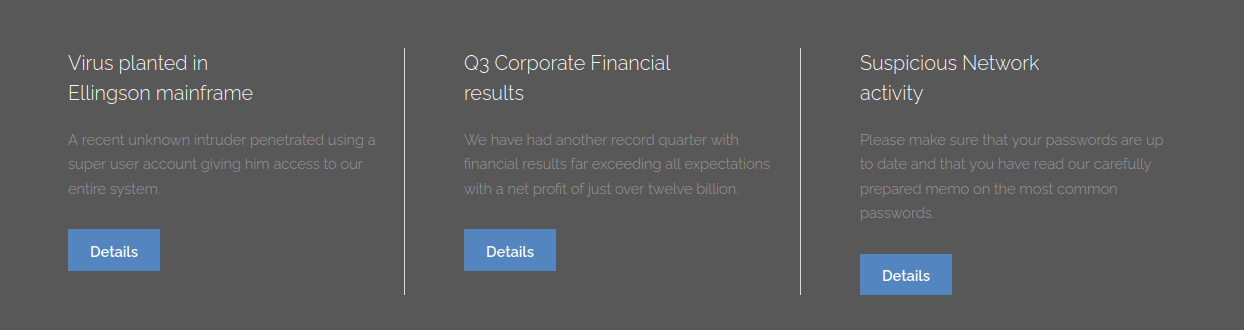 Virus planted in
Ellingson mainframe
A recent unknown intruder penetrated using a
super user account giving him access to our
entire system.
Details
Q3 Corporate Financial
results
We have had another record quarter with
financial results far exceeding all expectations
with a net profit of just over twelve billion.
Details
Suspicious Network
activity
Please make sure that your passwords are up
to date and that you have read our carefully
prepared memo on the most common
passwords.
Details